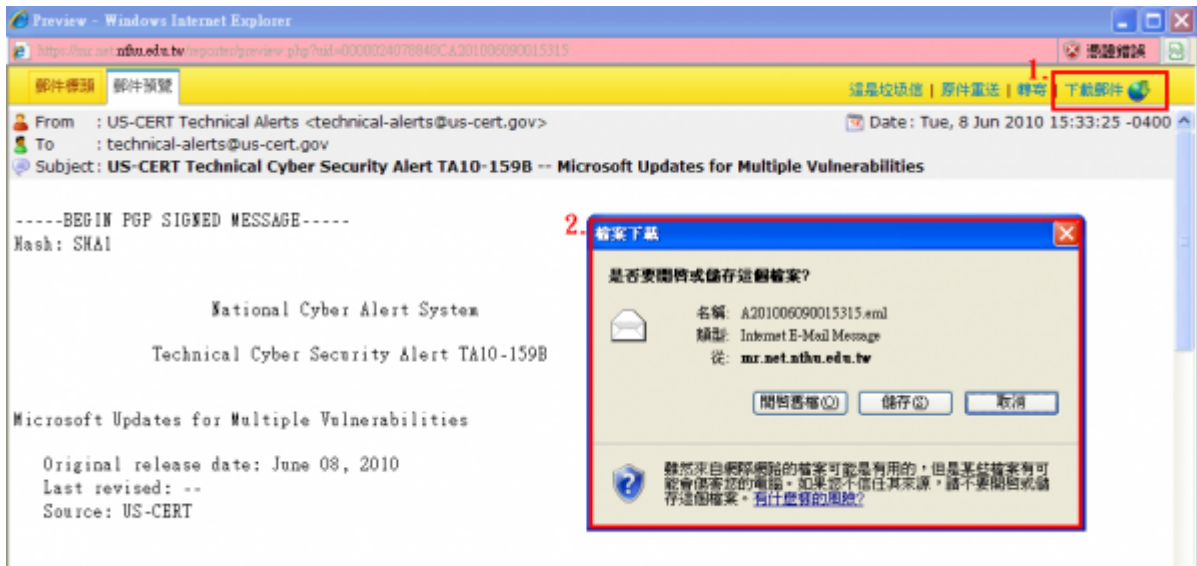 Preview - Windows Internet Explorer
https://mr.net.nthu.edu.tw/reporter/preview.php?uid=0000024078848CA201006090015315
憑證錯誤
1.
郵件標頭 郵件預覽
這是垃圾信 | 原件重送 | 轉寄 | 下載郵件
From : US-CERT Technical Alerts <technical-alerts@us-cert.gov>
Date: Tue, 8 Jun 2010 15:33:25 -0400
To : technical-alerts@us-cert.gov
Subject: US-CERT Technical Cyber Security Alert TA10-159B -- Microsoft Updates for Multiple Vulnerabilities
-----BEGIN PGP SIGNED MESSAGE-----
Hash: SHA1
National Cyber Alert System
Technical Cyber Security Alert TA10-159B
Microsoft Updates for Multiple Vulnerabilities
Original release date: June 08, 2010
Last revised: --
Source: US-CERT
2.
檔案下載
是否要開啟或儲存這個檔案?
名稱: A201006090015315.eml
類型: Internet E-Mail Message
從: mr.net.nthu.edu.tw
開啟舊檔(O) 儲存(S) 取消
雖然來自網際網路的檔案可能是有用的，但是某些檔案有可
能會傷害您的電腦。如果您不信任其來源，請不要開啟或儲
存這個檔案。有什麼樣的風險?